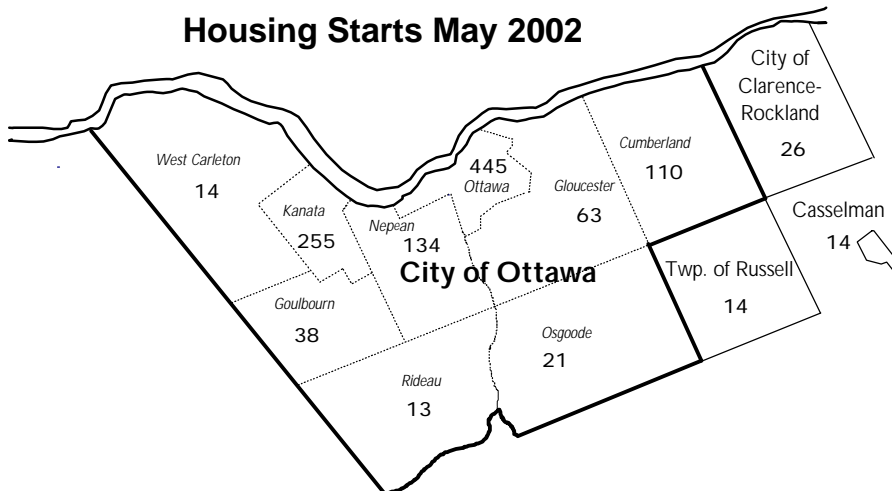 Housing Starts May 2002
City of
Clarence-
Rockland
26
Cumberland
110
West Carleton
14
445
Ottawa
Gloucester
63
Kanata
255
Nepean
134
Casselman
14
City of Ottawa
Twp. of Russell
14
Goulbourn
38
Osgoode
21
Rideau
13